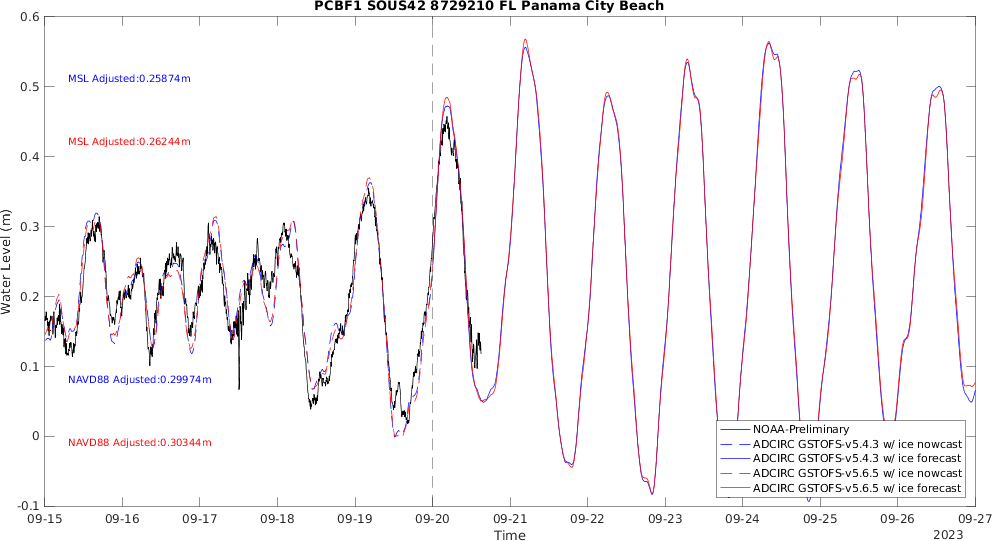 PCBF1 SOUS42 8729210 FL Panama City Beach
0.6
0.5
0.4
0.3
0.2
0.1
0
-0.1
Water Level (m)
MSL Adjusted:0.25874m
MSL Adjusted:0.26244m
NAVD88 Adjusted:0.29974m
NAVD88 Adjusted:0.30344m
NOAA-Preliminary
ADCIRC GSTOFS-v5.4.3 w/ice nowcast
ADCIRC GSTOFS-v5.4.3 w/ice forecast
ADCIRC GSTOFS-v5.6.5 w/ice nowcast
ADCIRC GSTOFS-v5.6.5 w/ice forecast
09-15 09-16 09-17 09-18 09-19 09-20 09-21 09-22 09-23 09-24 09-25 09-26 09-27
Time
2023